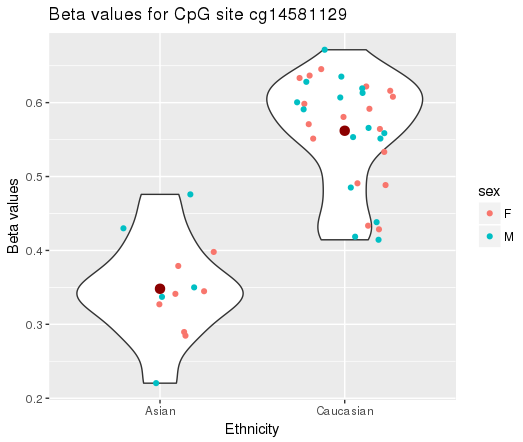 Beta values for CpG site cg14581129
Beta values
0.6
0.5
0.4
0.3
0.2
Asian
Caucasian
Ethnicity
sex
F
M